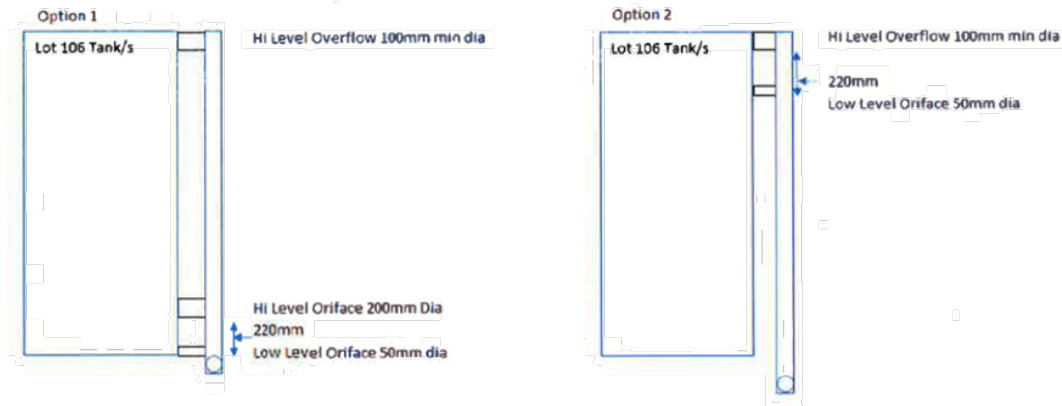 Option 1
Lot 106 Tank/s
Hi Level Overflow 100mm min dia
Hi Level Oriface 200mm Dia
220mm
Low Level Oriface 50mm dia
Option 2
Lot 106 Tank/s
Hi Level Overflow 100mm min dia
220mm
Low Level Oriface 50mm dia